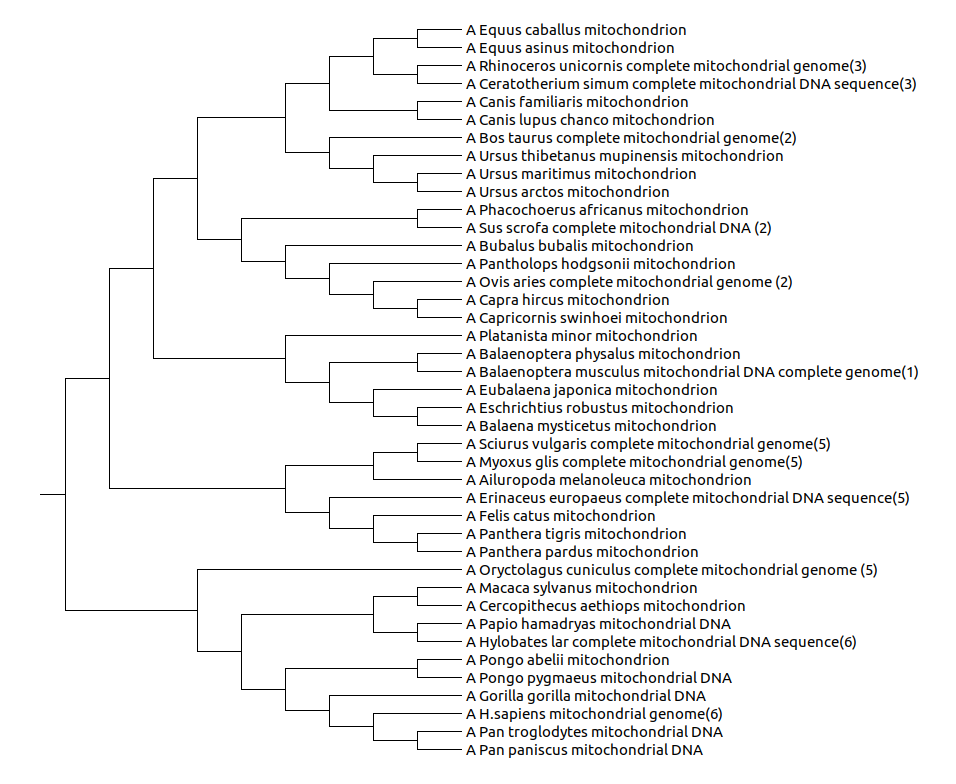 A Equus caballus mitochondrion
A Equus asinus mitochondrion
A Rhinoceros unicornis complete mitochondrial genome(3)
A Ceratotherium simum complete mitochondrial DNA sequence(3)
A Canis familiaris mitochondrion
A Canis lupus chanco mitochondrion
A Bos taurus complete mitochondrial genome(2)
A Ursus thibetanus mupinensis mitochondrion
A Ursus maritimus mitochondrion
A Ursus arctos mitochondrion
A Phacochoerus africanus mitochondrion
A Sus scrofa complete mitochondrial DNA (2)
A Bubalus bubalis mitochondrion
A Pantholops hodgsonii mitochondrion
A Ovis aries complete mitochondrial genome (2)
A Capra hircus mitochondrion
A Capricornis swinhoei mitochondrion
A Platanista minor mitochondrion
A Balaenoptera physalus mitochondrion
A Balaenoptera musculus mitochondrial DNA complete genome(1)
A Eubalaena japonica mitochondrion
A Eschrichtius robustus mitochondrion
A Balaena mysticetus mitochondrion
A Sciurus vulgaris complete mitochondrial genome(5)
A Myoxus glis complete mitochondrial genome(5)
A Ailuropoda melanoleuca mitochondrion
A Erinaceus europaeus complete mitochondrial DNA sequence(5)
A Felis catus mitochondrion
A Panthera tigris mitochondrion
A Panthera pardus mitochondrion
A Oryctolagus cuniculus complete mitochondrial genome (5)
A Macaca sylvanus mitochondrion
A Cercopithecus aethiops mitochondrion
A Papio hamadryas mitochondrial DNA
A Hylobates lar complete mitochondrial DNA sequence(6)
A Pongo abelii mitochondrion
A Pongo pygmaeus mitochondrial DNA
A Gorilla gorilla mitochondrial DNA
A H.sapiens mitochondrial genome(6)
A Pan troglodytes mitochondrial DNA
A Pan paniscus mitochondrial DNA